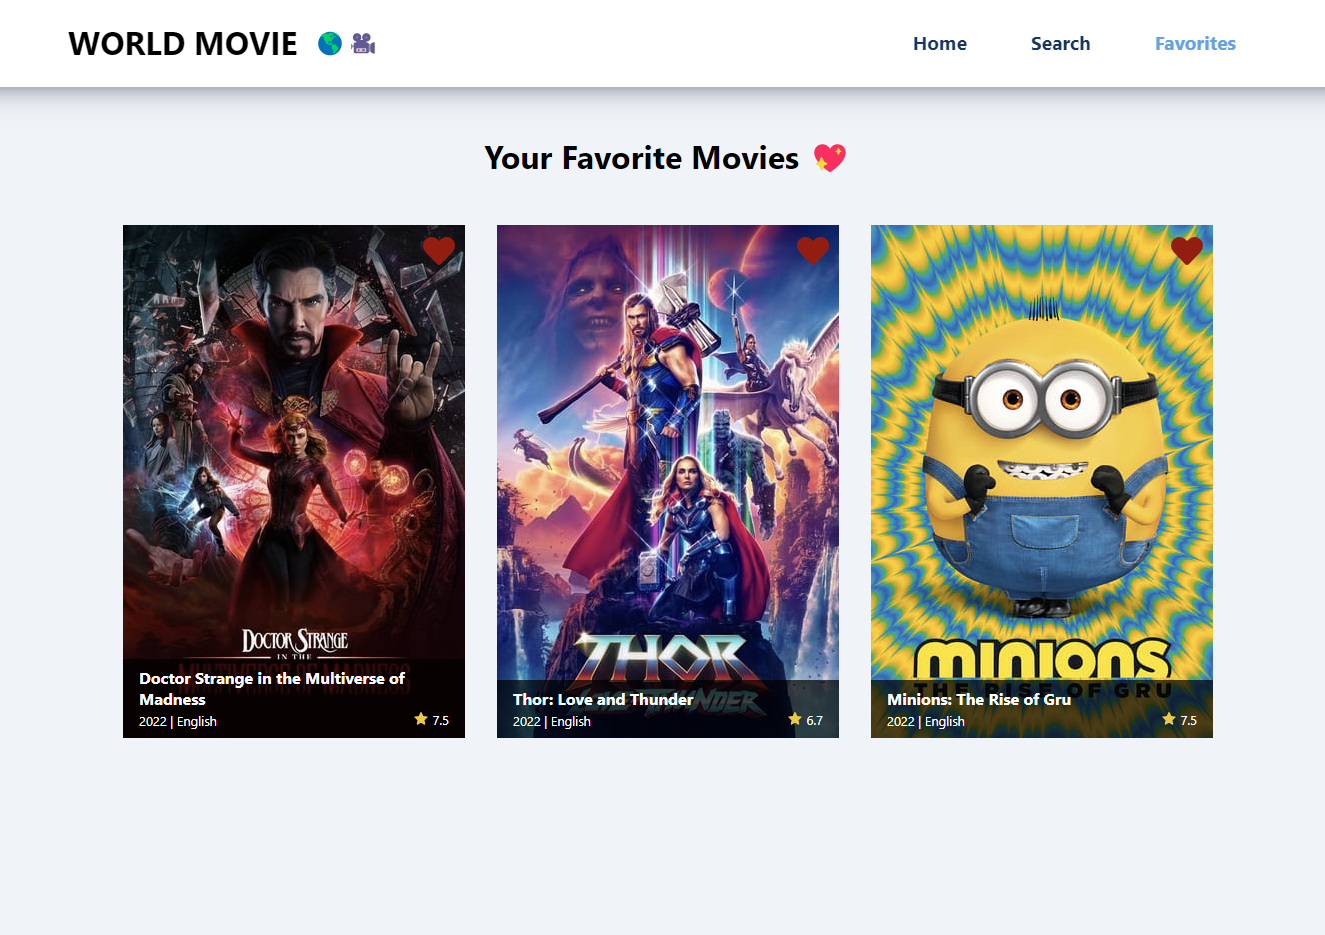 WORLD MOVIE 🌎 🎥
Home
Search
Favorites
Your Favorite Movies 💖
DOCTOR STRANGE
IN THE
MULTIVERSE OF MADNESS
Doctor Strange in the Multiverse of
Madness
2022 | English
⭐ 7.5
THOR
LOVE AND THUNDER
Thor: Love and Thunder
2022 | English
⭐ 6.7
minions
THE RISE OF GRU
Minions: The Rise of Gru
2022 | English
⭐ 7.5